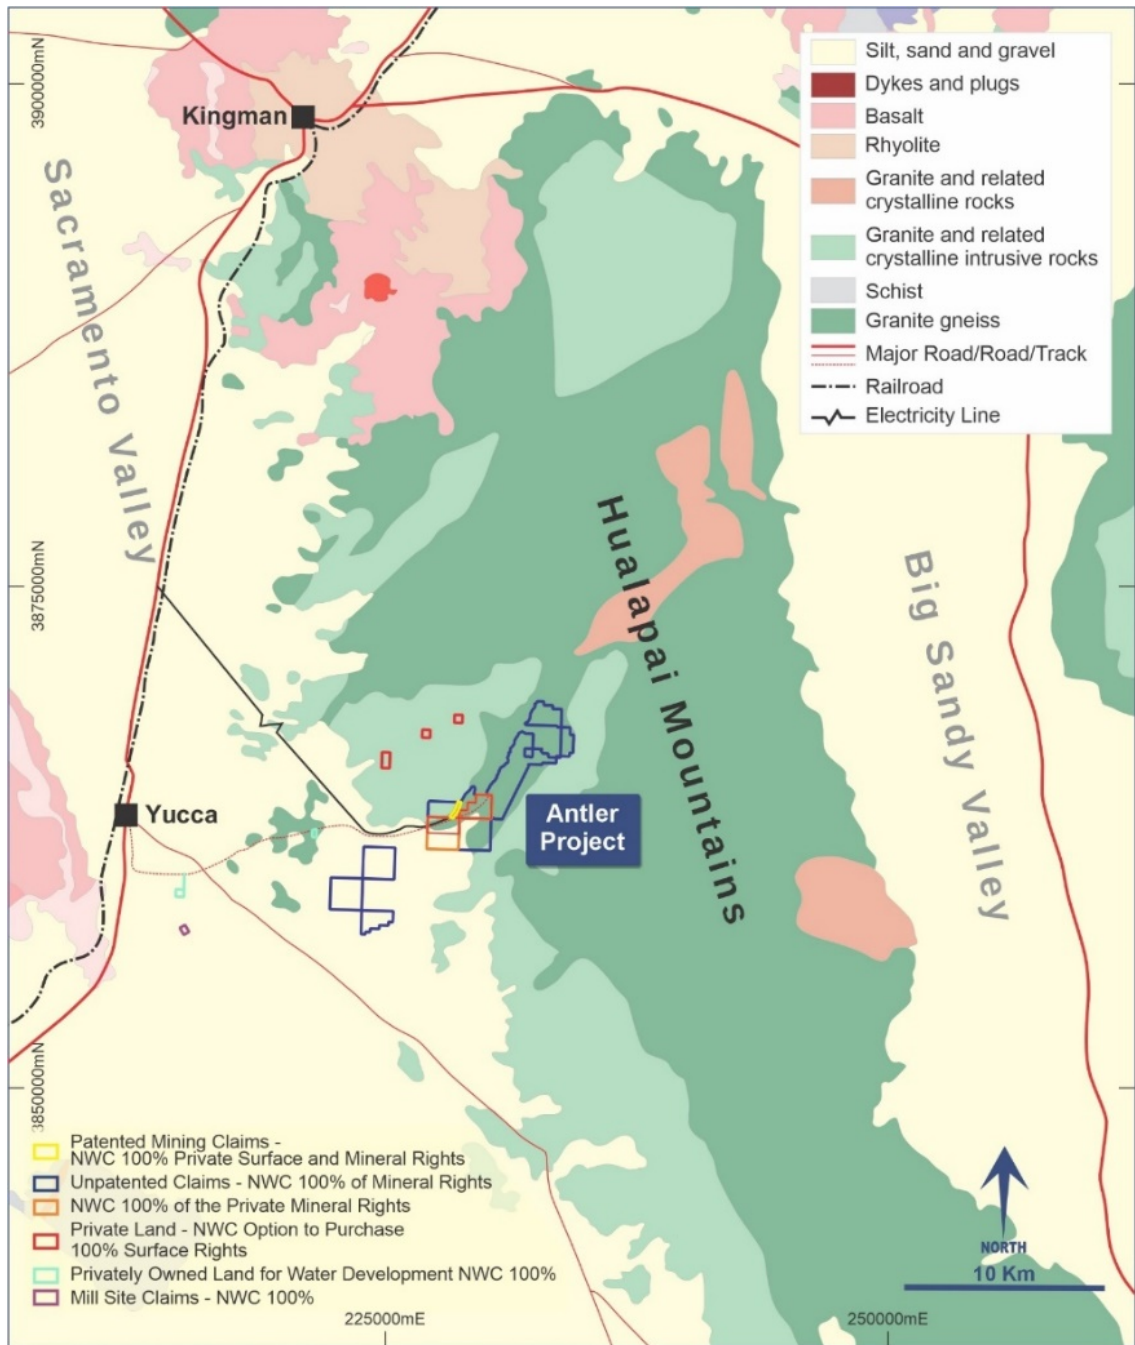 3900000mN
Kingman
Sacramento Valley
Silt, sand and gravel
Dykes and plugs
Basalt
Rhyolite
Granite and related
crystalline rocks
Granite and related
crystalline intrusive rocks
Schist
Granite gneiss
Major Road/Road/Track
Railroad
Electricity Line
3875000mN
Hualapai Mountains
Big Sandy Valley
Yucca
Antler
Project
3850000mN
Patented Mining Claims -
NWC 100% Private Surface and Mineral Rights
Unpatented Claims - NWC 100% of Mineral Rights
NWC 100% of the Private Mineral Rights
Private Land - NWC Option to Purchase
100% Surface Rights
Privately Owned Land for Water Development NWC 100%
Mill Site Claims - NWC 100%
NORTH
10 Km
225000mE
250000mE